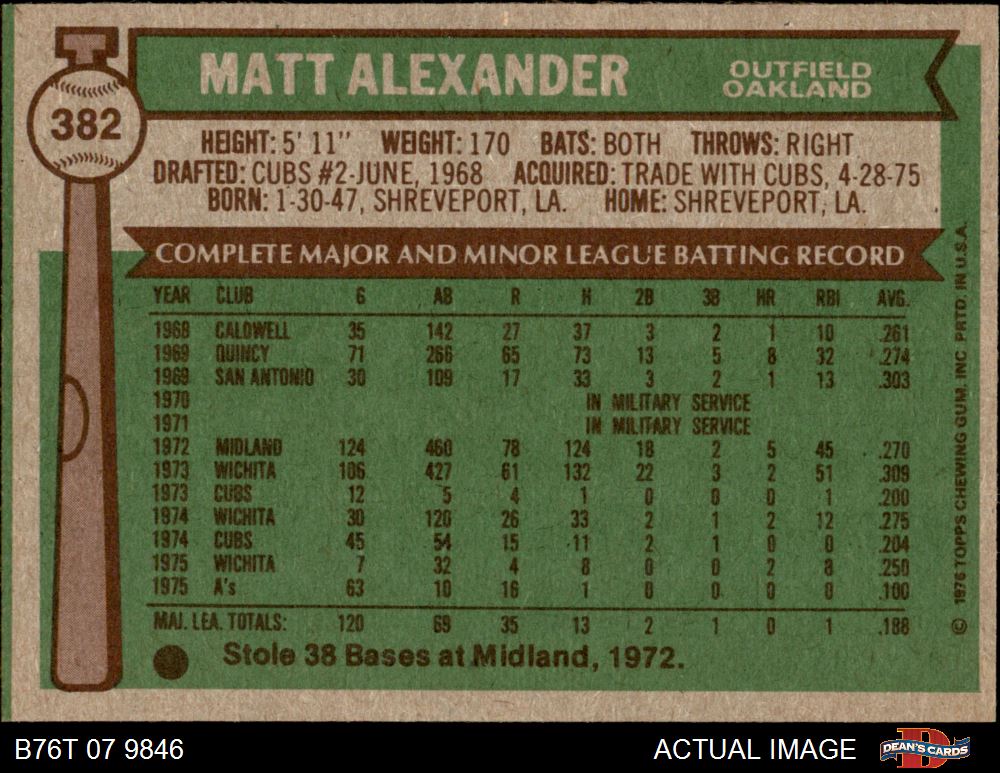 MATT ALEXANDER
OUTFIELD
OAKLAND
382
HEIGHT: 5' 11" WEIGHT: 170 BATS: BOTH THROWS: RIGHT
DRAFTED: CUBS #2-JUNE, 1968 ACQUIRED: TRADE WITH CUBS, 4-28-75
BORN: 1-30-47, SHREVEPORT, LA. HOME: SHREVEPORT, LA.
COMPLETE MAJOR AND MINOR LEAGUE BATTING RECORD
YEAR CLUB G AB R H 2B 3B HR RBI AVG.
1968 CALDWELL 35 142 27 37 3 2 1 10 .261
1969 QUINCY 71 266 65 73 13 5 8 32 .274
1969 SAN ANTONIO 30 109 17 33 3 2 1 13 .303
1970 IN MILITARY SERVICE
1971 IN MILITARY SERVICE
1972 MIDLAND 124 460 78 124 18 2 5 45 .270
1973 WICHITA 106 427 61 132 22 3 2 51 .309
1973 CUBS 12 5 4 1 0 0 0 1 .200
1974 WICHITA 30 120 26 33 2 1 2 12 .275
1974 CUBS 45 54 15 11 2 1 0 0 .204
1975 WICHITA 7 32 4 8 0 0 2 8 .250
1975 A's 63 10 16 1 0 0 0 0 .100
MAJ. LEA. TOTALS: 120 69 35 13 2 1 0 1 .188
Stole 38 Bases at Midland, 1972.
© 1976 TOPPS CHEWING GUM, INC. PRTD. IN U.S.A.
B76T 07 9846 ACTUAL IMAGE
DEAN'S CARDS